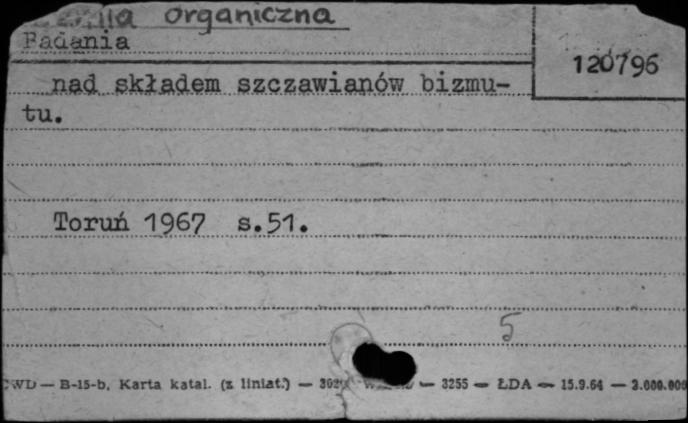 organiczna
Badania
120796
nad składem szczawianów bizmu-
tu.
Toruń 1967 s.51.
5
CWD — B-15-b, Karta katal. (z liniat.) — 3255 — ŁDA — 15.9.64 — 3.000.000